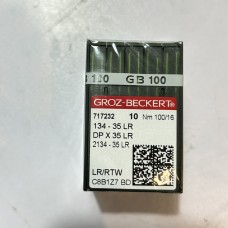 GB 100
GROZ-BECKERT®
717232 10 Nm 100/16
134 - 35 LR
DP X 35 LR
2134 - 35 LR
LR/RTW
C8B1Z7 BD